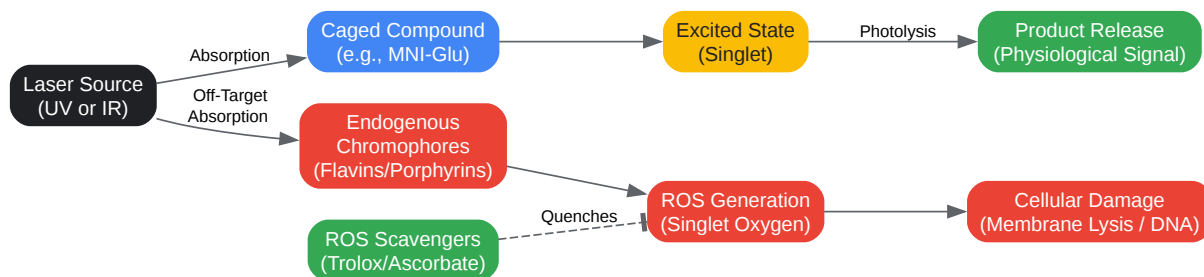 Laser Source
(UV or IR)
Absorption
Off-Target
Absorption
Caged Compound
(e.g., MNI-Glu)
Excited State
(Singlet)
Photolysis
Product Release
(Physiological Signal)
Endogenous
Chromophores
(Flavins/Porphyrins)
ROS Generation
(Singlet Oxygen)
Cellular Damage
(Membrane Lysis / DNA)
Quenches
ROS Scavengers
(Trolox/Ascorbate)